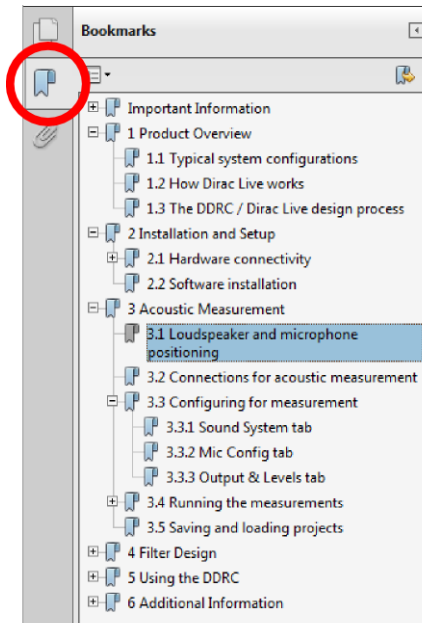 Bookmarks
Important Information
1 Product Overview
1.1 Typical system configurations
1.2 How Dirac Live works
1.3 The DDRC / Dirac Live design process
2 Installation and Setup
2.1 Hardware connectivity
2.2 Software installation
3 Acoustic Measurement
3.1 Loudspeaker and microphone
positioning
3.2 Connections for acoustic measurement
3.3 Configuring for measurement
3.3.1 Sound System tab
3.3.2 Mic Config tab
3.3.3 Output & Levels tab
3.4 Running the measurements
3.5 Saving and loading projects
4 Filter Design
5 Using the DDRC
6 Additional Information